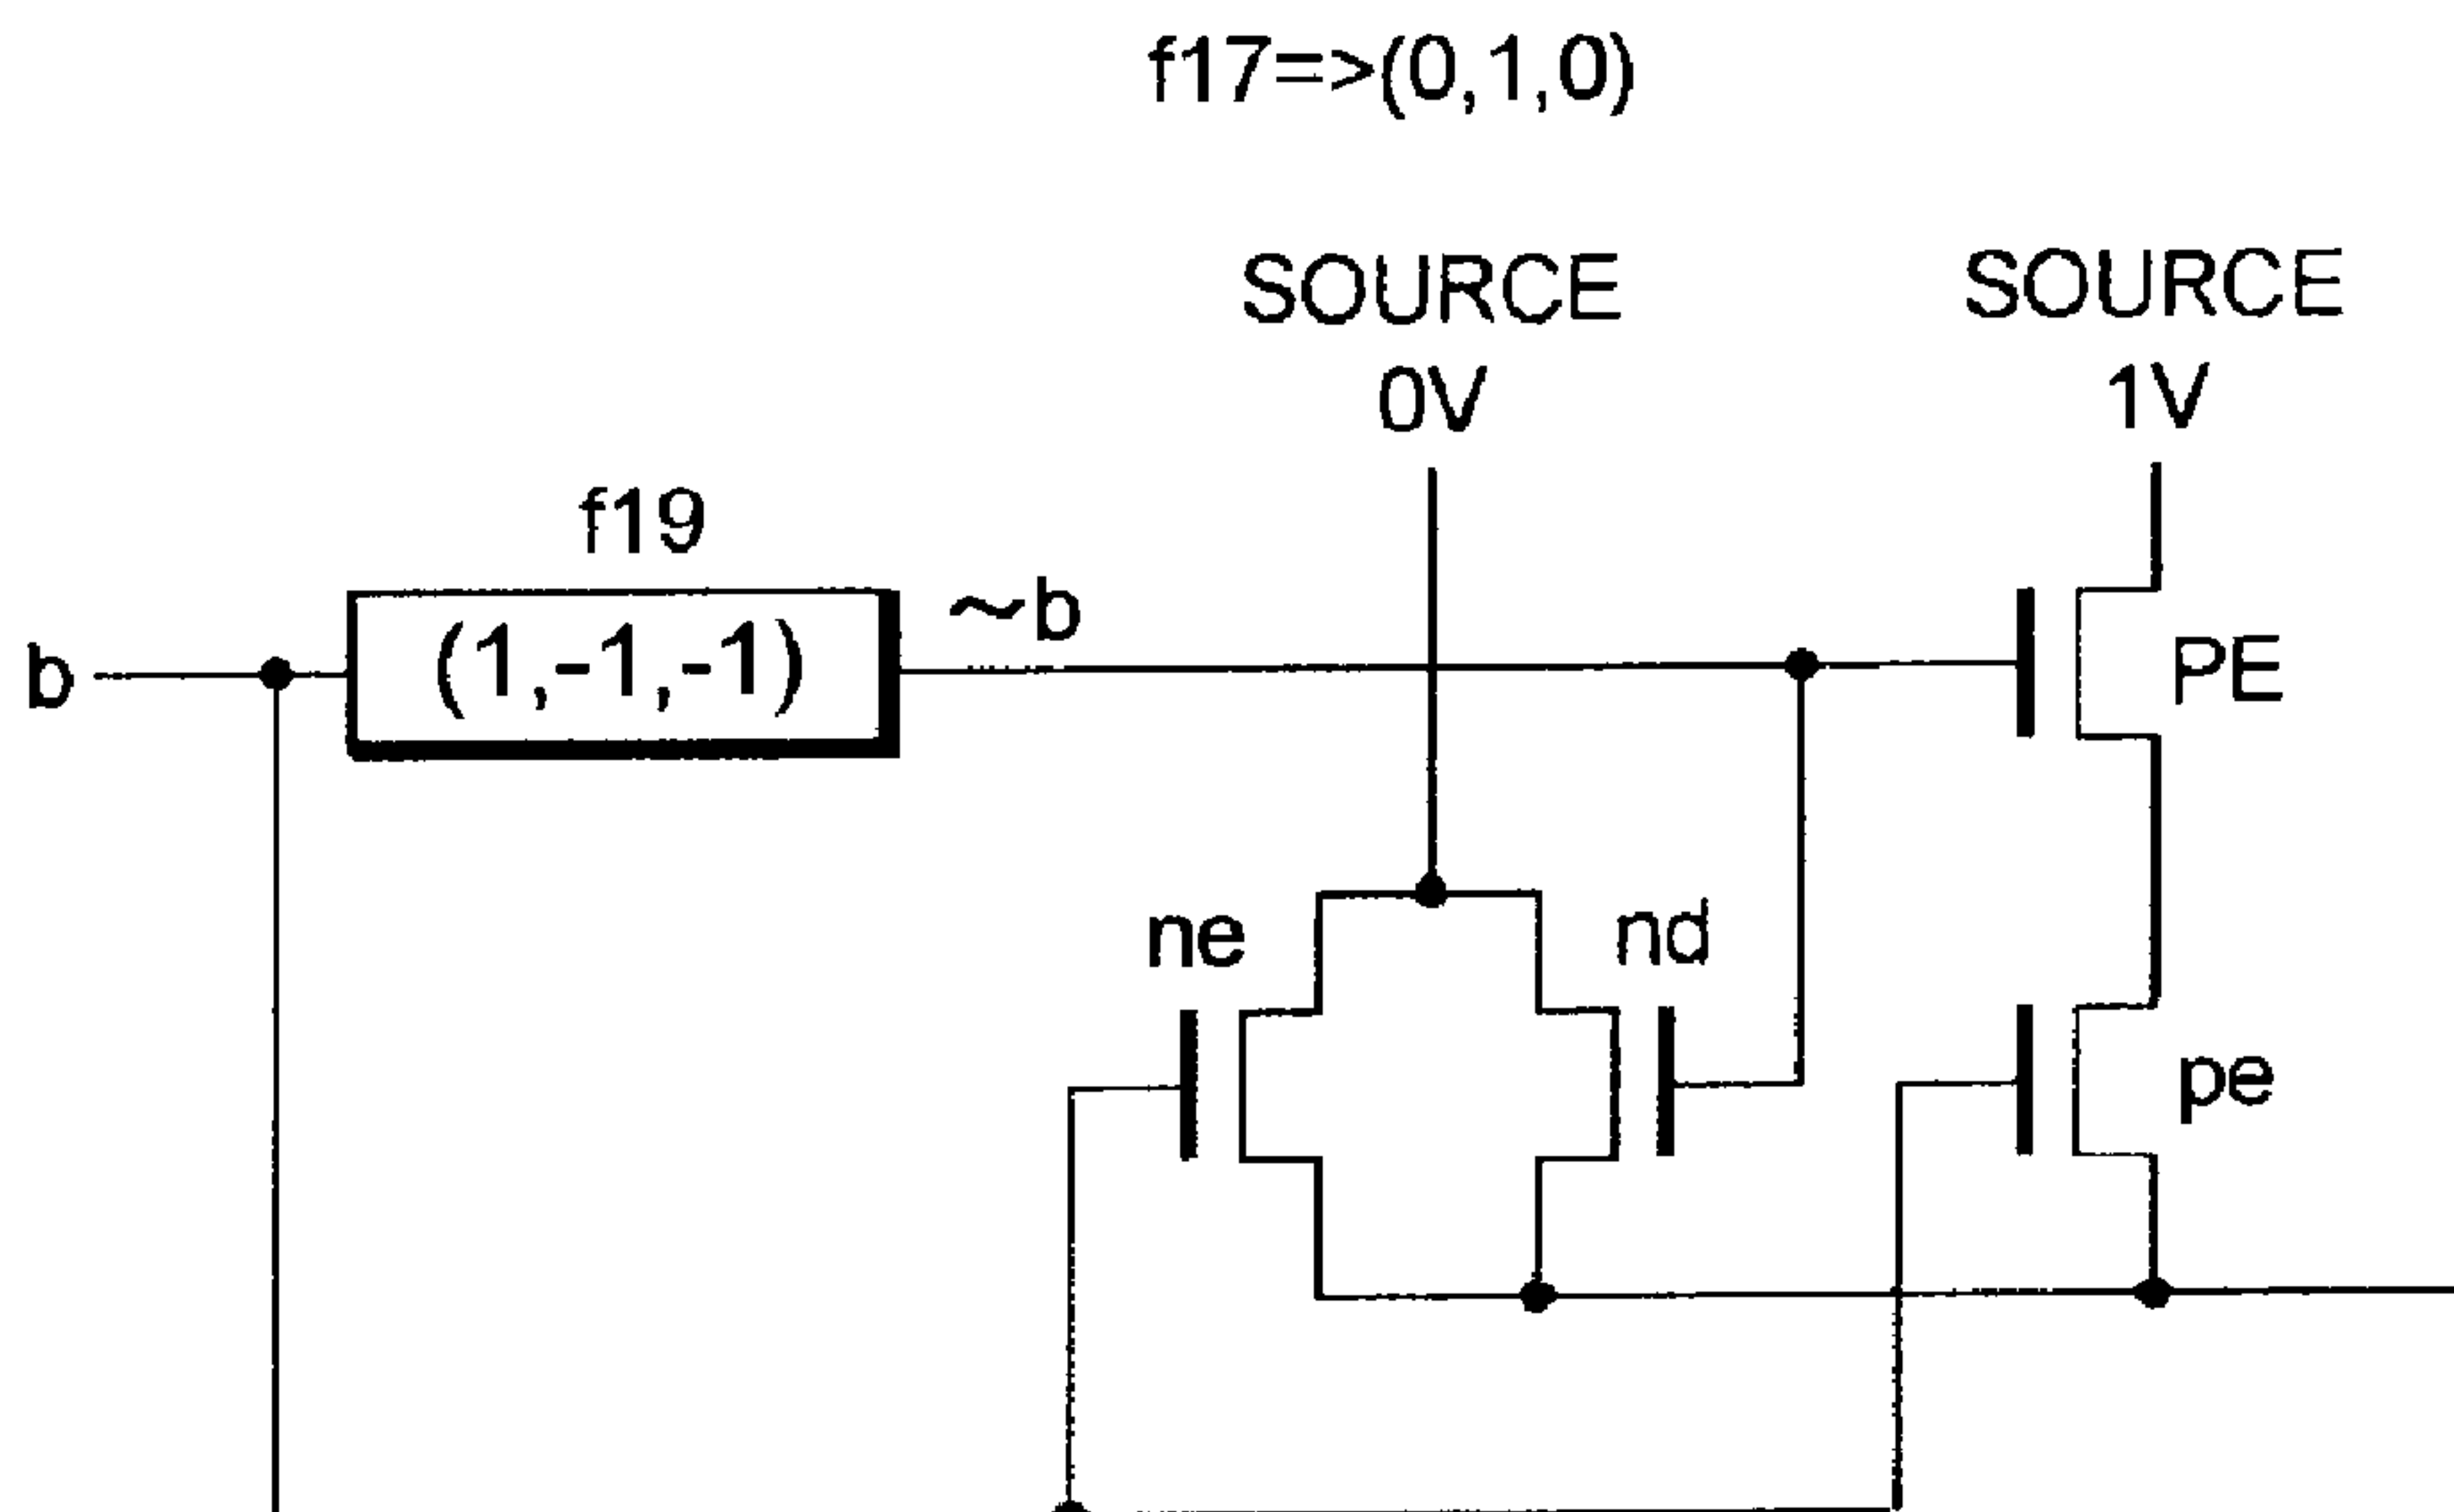 f17=>(0,1,0)
SOURCE
0V
SOURCE
1V
f19
b
(1,-1,-1)
~b
PE
ne
nd
pe